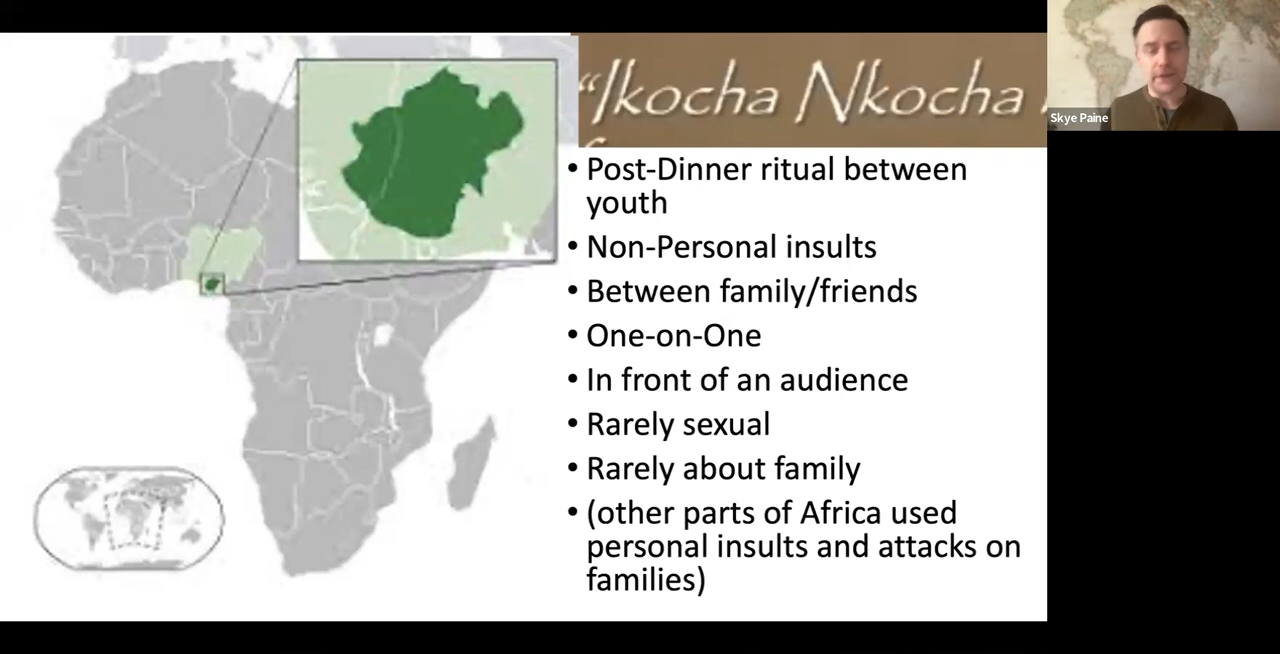 "Ikocha Nkocha
• Post-Dinner ritual between
youth
• Non-Personal insults
• Between family/friends
• One-on-One
• In front of an audience
• Rarely sexual
• Rarely about family
• (other parts of Africa used
personal insults and attacks on
families)
Skye Paine